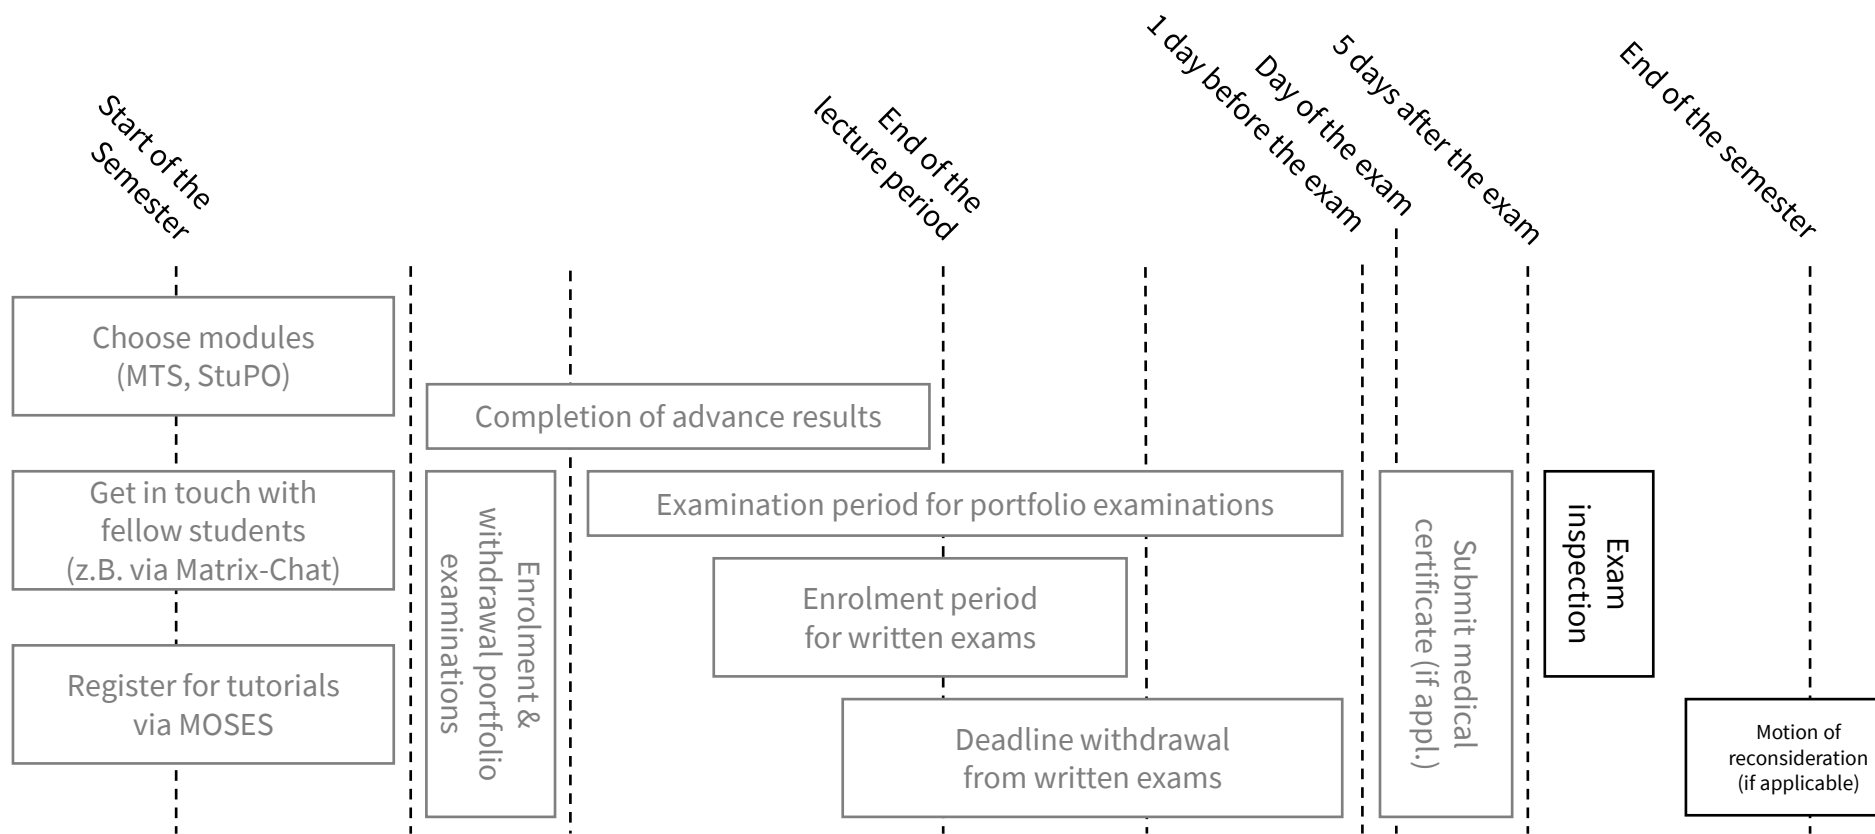 Start of the
Semester
End of the
lecture period
1 day before the exam
Day of the exam
5 days after the exam
End of the semester
Choose modules
(MTS, StuPO)
Completion of advance results
Get in touch with
fellow students
(z.B. via Matrix-Chat)
Enrolment &
withdrawal portfolio
examinations
Examination period for portfolio examinations
Submit medical
certificate (if appl.)
Exam
inspection
Enrolment period
for written exams
Register for tutorials
via MOSES
Deadline withdrawal
from written exams
Motion of
reconsideration
(if applicable)